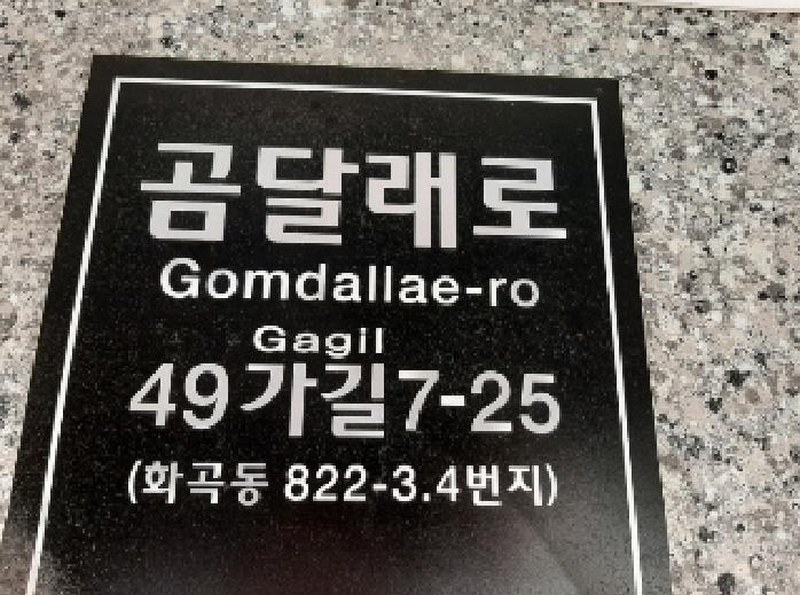 곰달래로
Gomdallae-ro
Gagil
49가길7-25
(화곡동 822-3.4번지)